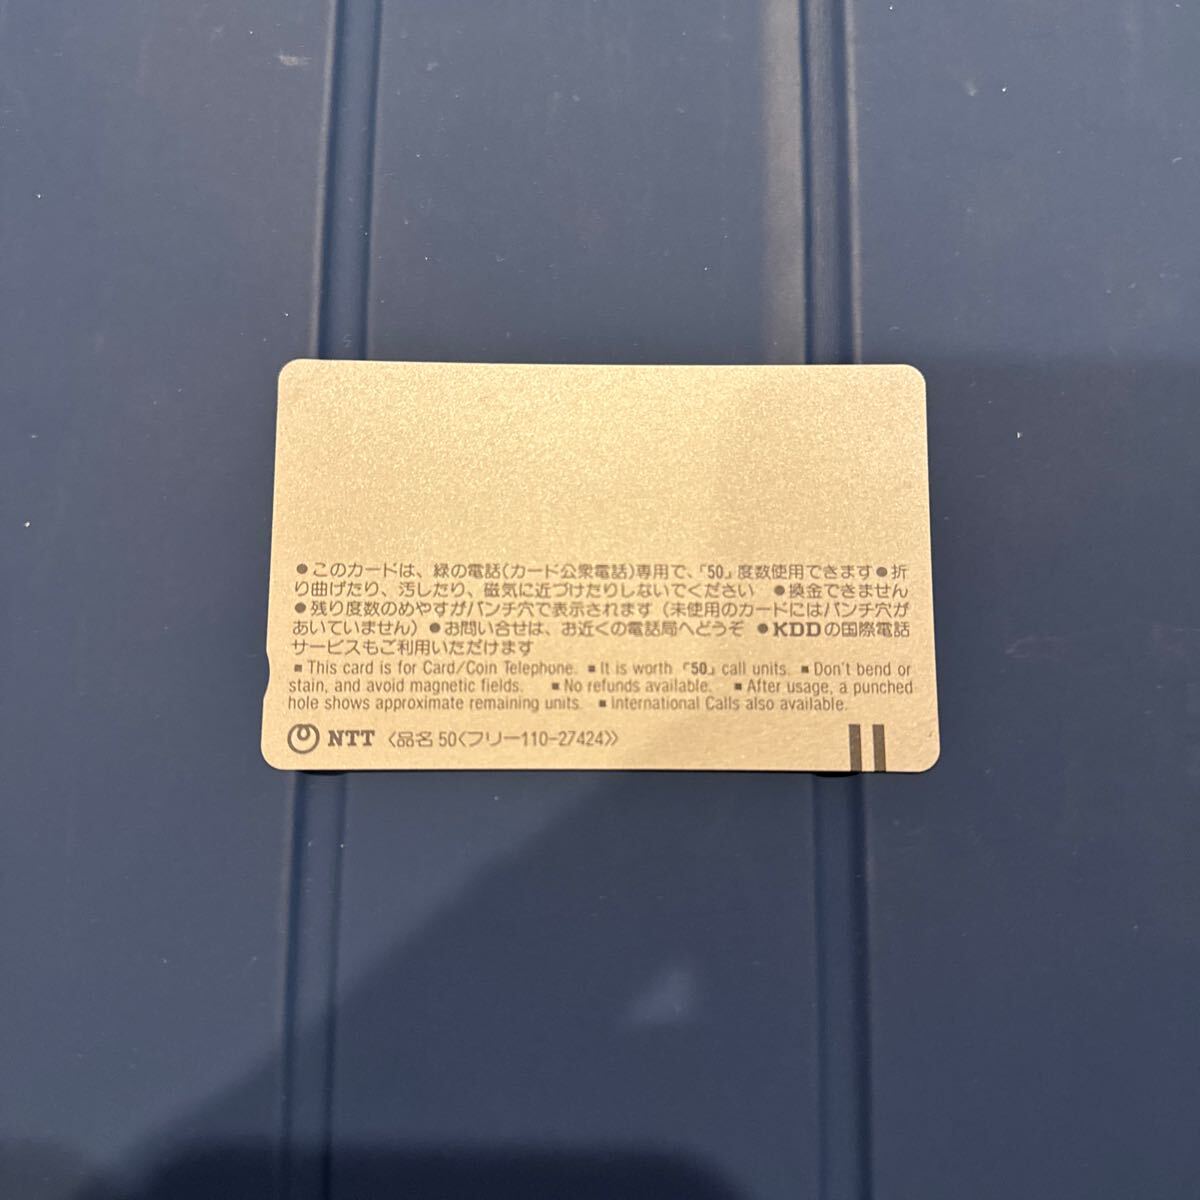 ●このカードは、緑の電話(カード公衆電話)専用で、「50」度数使用できます●折
り曲げたり、汚したり、磁気に近づけたりしないでください ●換金できません
●残り度数のめやすがパンチ穴で表示されます(未使用のカードにはパンチ穴が
あいていません)●お問い合せは、お近くの電話局へどうぞ ●KDDの国際電話
サービスもご利用いただけます
■This card is for Card/Coin Telephone. ■It is worth「50」call units. ■Don't bend or
stain, and avoid magnetic fields. ■No refunds available. ■After usage, a punched
hole shows approximate remaining units. ■International Calls also available.
NTT〈品名 50〈フリー110-27424〉〉